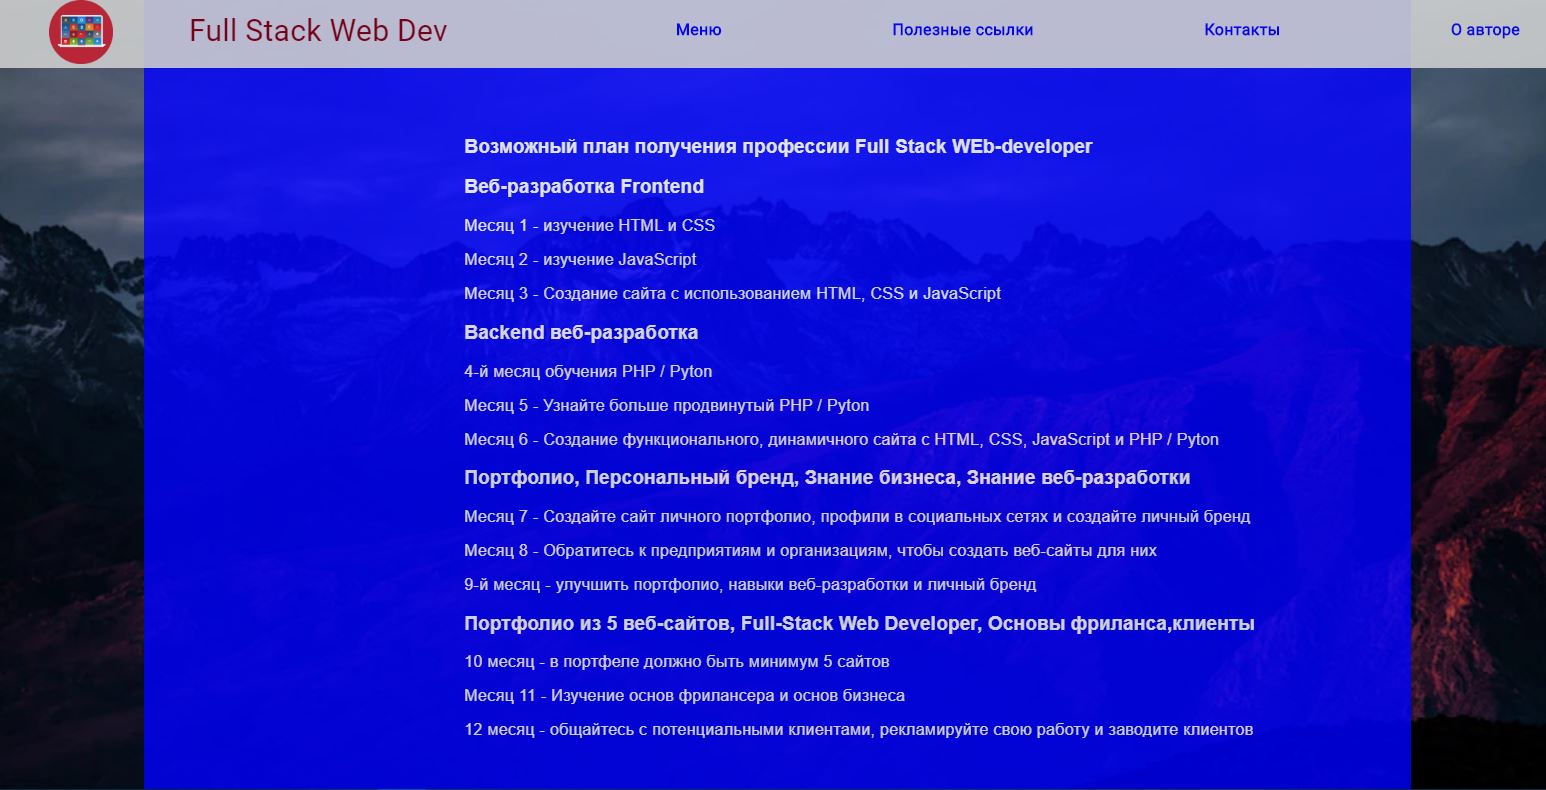 Full Stack Web Dev
Меню
Полезные ссылки
Контакты
О авторе
Возможный план получения профессии Full Stack WEb-developer
Веб-разработка Frontend
Месяц 1 - изучение HTML и CSS
Месяц 2 - изучение JavaScript
Месяц 3 - Создание сайта с использованием HTML, CSS и JavaScript
Backend веб-разработка
4-й месяц обучения PHP / Pyton
Месяц 5 - Узнайте больше продвинутый PHP / Pyton
Месяц 6 - Создание функционального, динамичного сайта с HTML, CSS, JavaScript и PHP / Pyton
Портфолио, Персональный бренд, Знание бизнеса, Знание веб-разработки
Месяц 7 - Создайте сайт личного портфолио, профили в социальных сетях и создайте личный бренд
Месяц 8 - Обратитесь к предприятиям и организациям, чтобы создать веб-сайты для них
9-й месяц - улучшить портфолио, навыки веб-разработки и личный бренд
Портфолио из 5 веб-сайтов, Full-Stack Web Developer, Основы фриланса,клиенты
10 месяц - в портфеле должно быть минимум 5 сайтов
Месяц 11 - Изучение основ фрилансера и основ бизнеса
12 месяц - общайтесь с потенциальными клиентами, рекламируйте свою работу и заводите клиентов